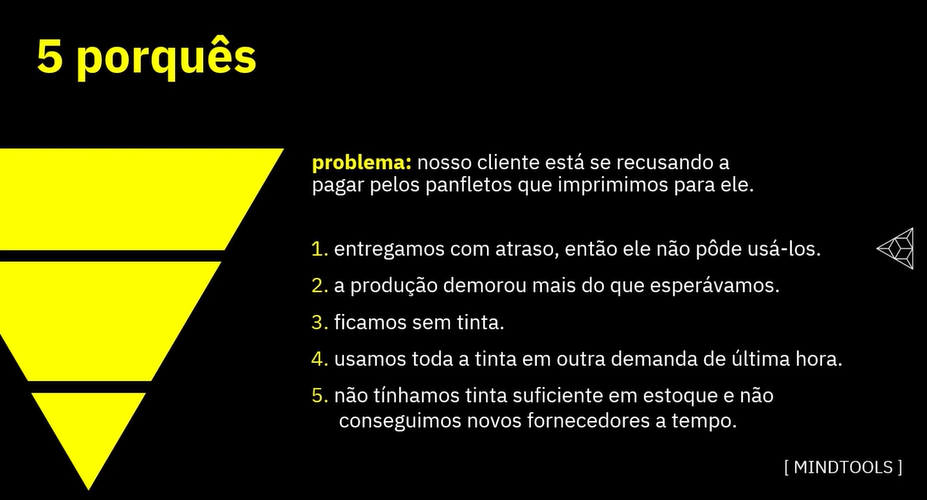 5 porquês
problema: nosso cliente está se recusando a
pagar pelos panfletos que imprimimos para ele.
1. entregamos com atraso, então ele não pôde usá-los.
2. a produção demorou mais do que esperávamos.
3. ficamos sem tinta.
4. usamos toda a tinta em outra demanda de última hora.
5. não tínhamos tinta suficiente em estoque e não
conseguimos novos fornecedores a tempo.
[ MINDTOOLS ]